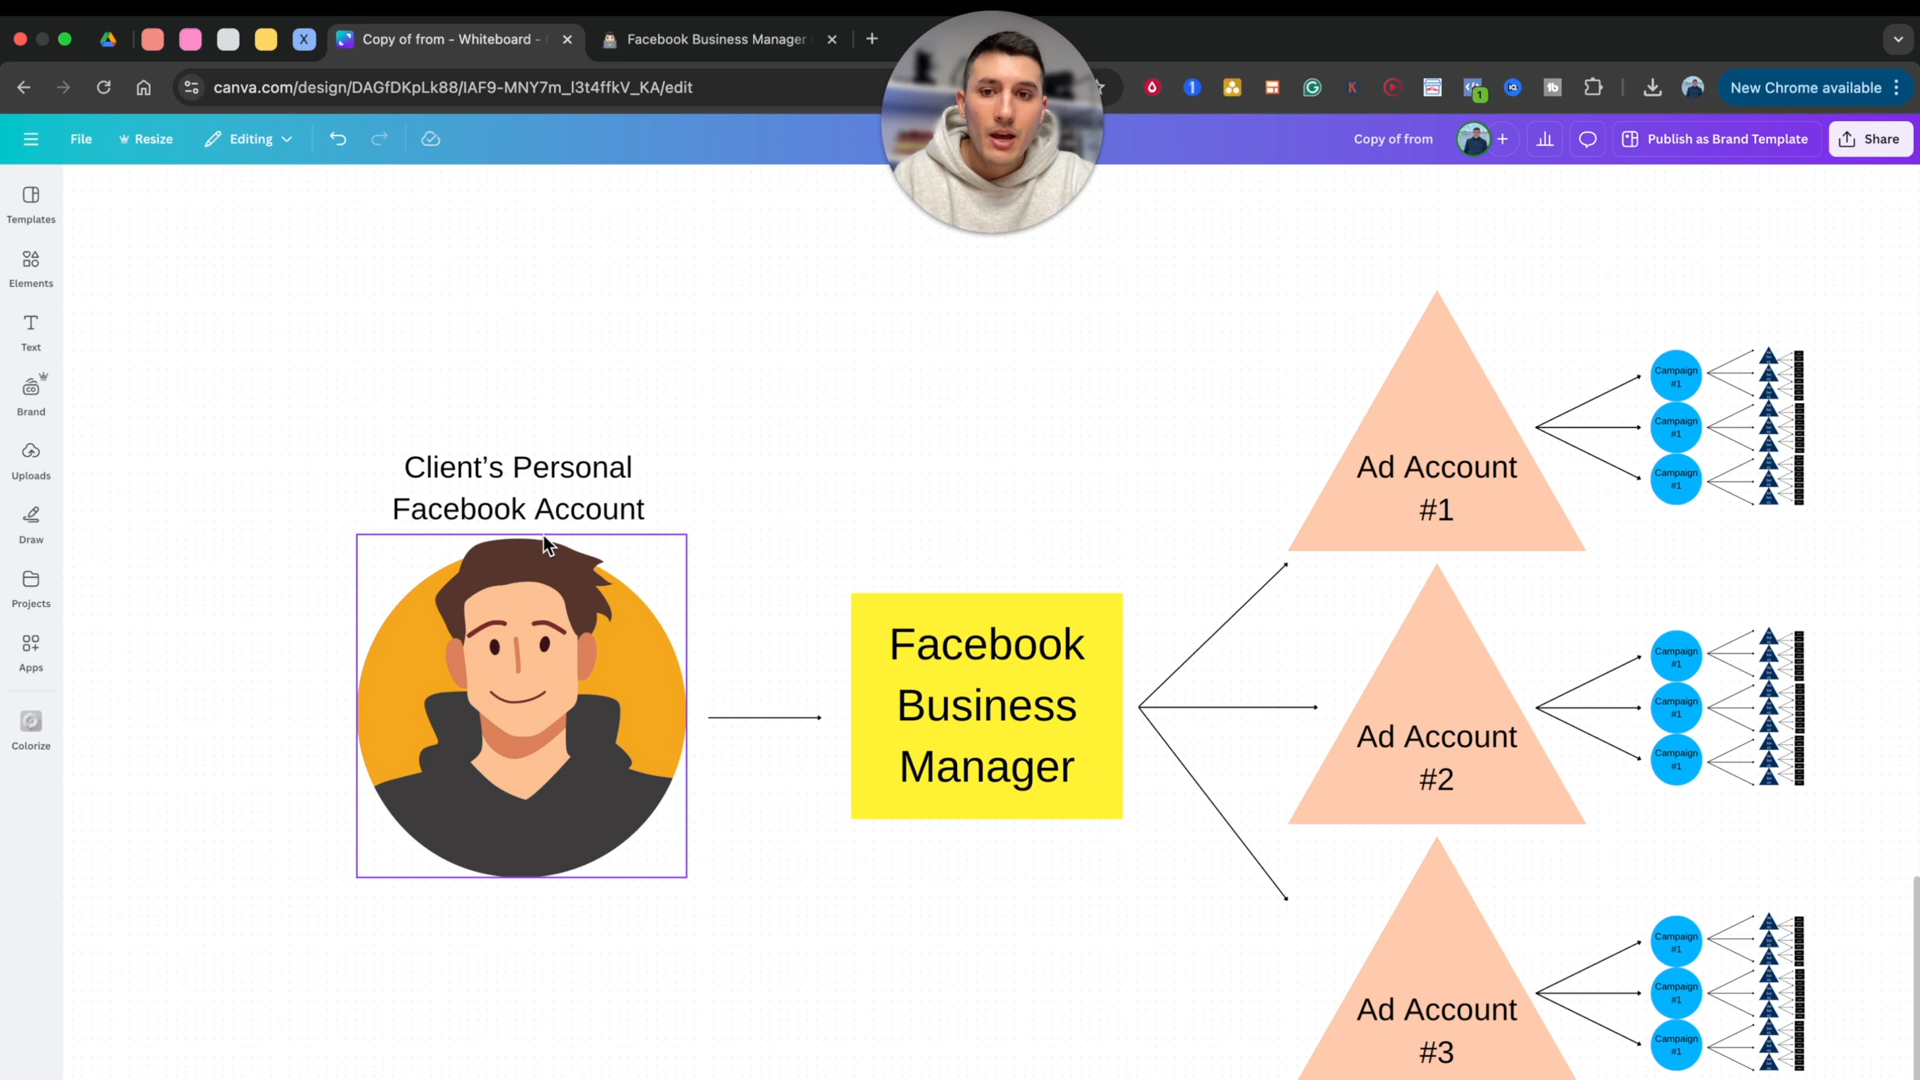 Copy of from - Whiteboard -
Facebook Business Manager
canva.com/design/DAGfDKpLk88/IAF9-MNY7m_l3t4ffkV_KA/edit
New Chrome available
File
Resize
Editing
Copy of from
Publish as Brand Template
Share
Templates
Elements
Text
Brand
Uploads
Draw
Projects
Apps
Colorize
Client's Personal
Facebook Account
Facebook
Business
Manager
Ad Account
#1
Campaign
#1
Campaign
#1
Campaign
#1
Ad Account
#2
Campaign
#1
Campaign
#1
Campaign
#1
Ad Account
#3
Campaign
#1
Campaign
#1
Campaign
#1